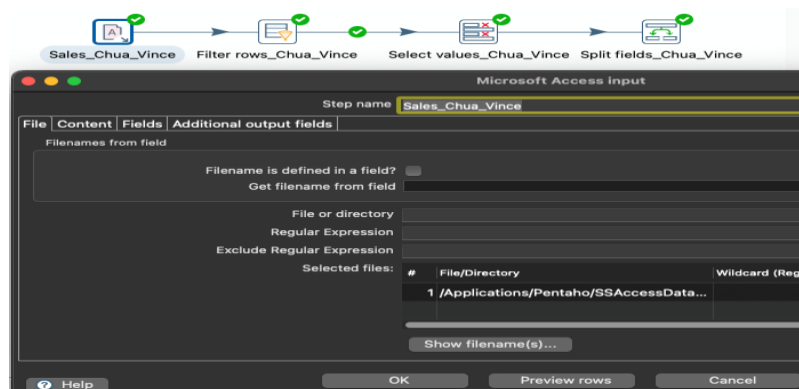 Sales_Chua_Vince Filter rows_Chua_Vince Select values_Chua_Vince Split fields_Chua_Vince
Microsoft Access input
Step name Sales_Chua_Vince
File Content Fields Additional output fields
Filenames from field
Filename is defined in a field?
Get filename from field
File or directory
Regular Expression
Exclude Regular Expression
Selected files: # File/Directory Wildcard (Reg
1 /Applications/Pentaho/SSAccessData...
Show filename(s)...
? Help OK Preview rows Cancel